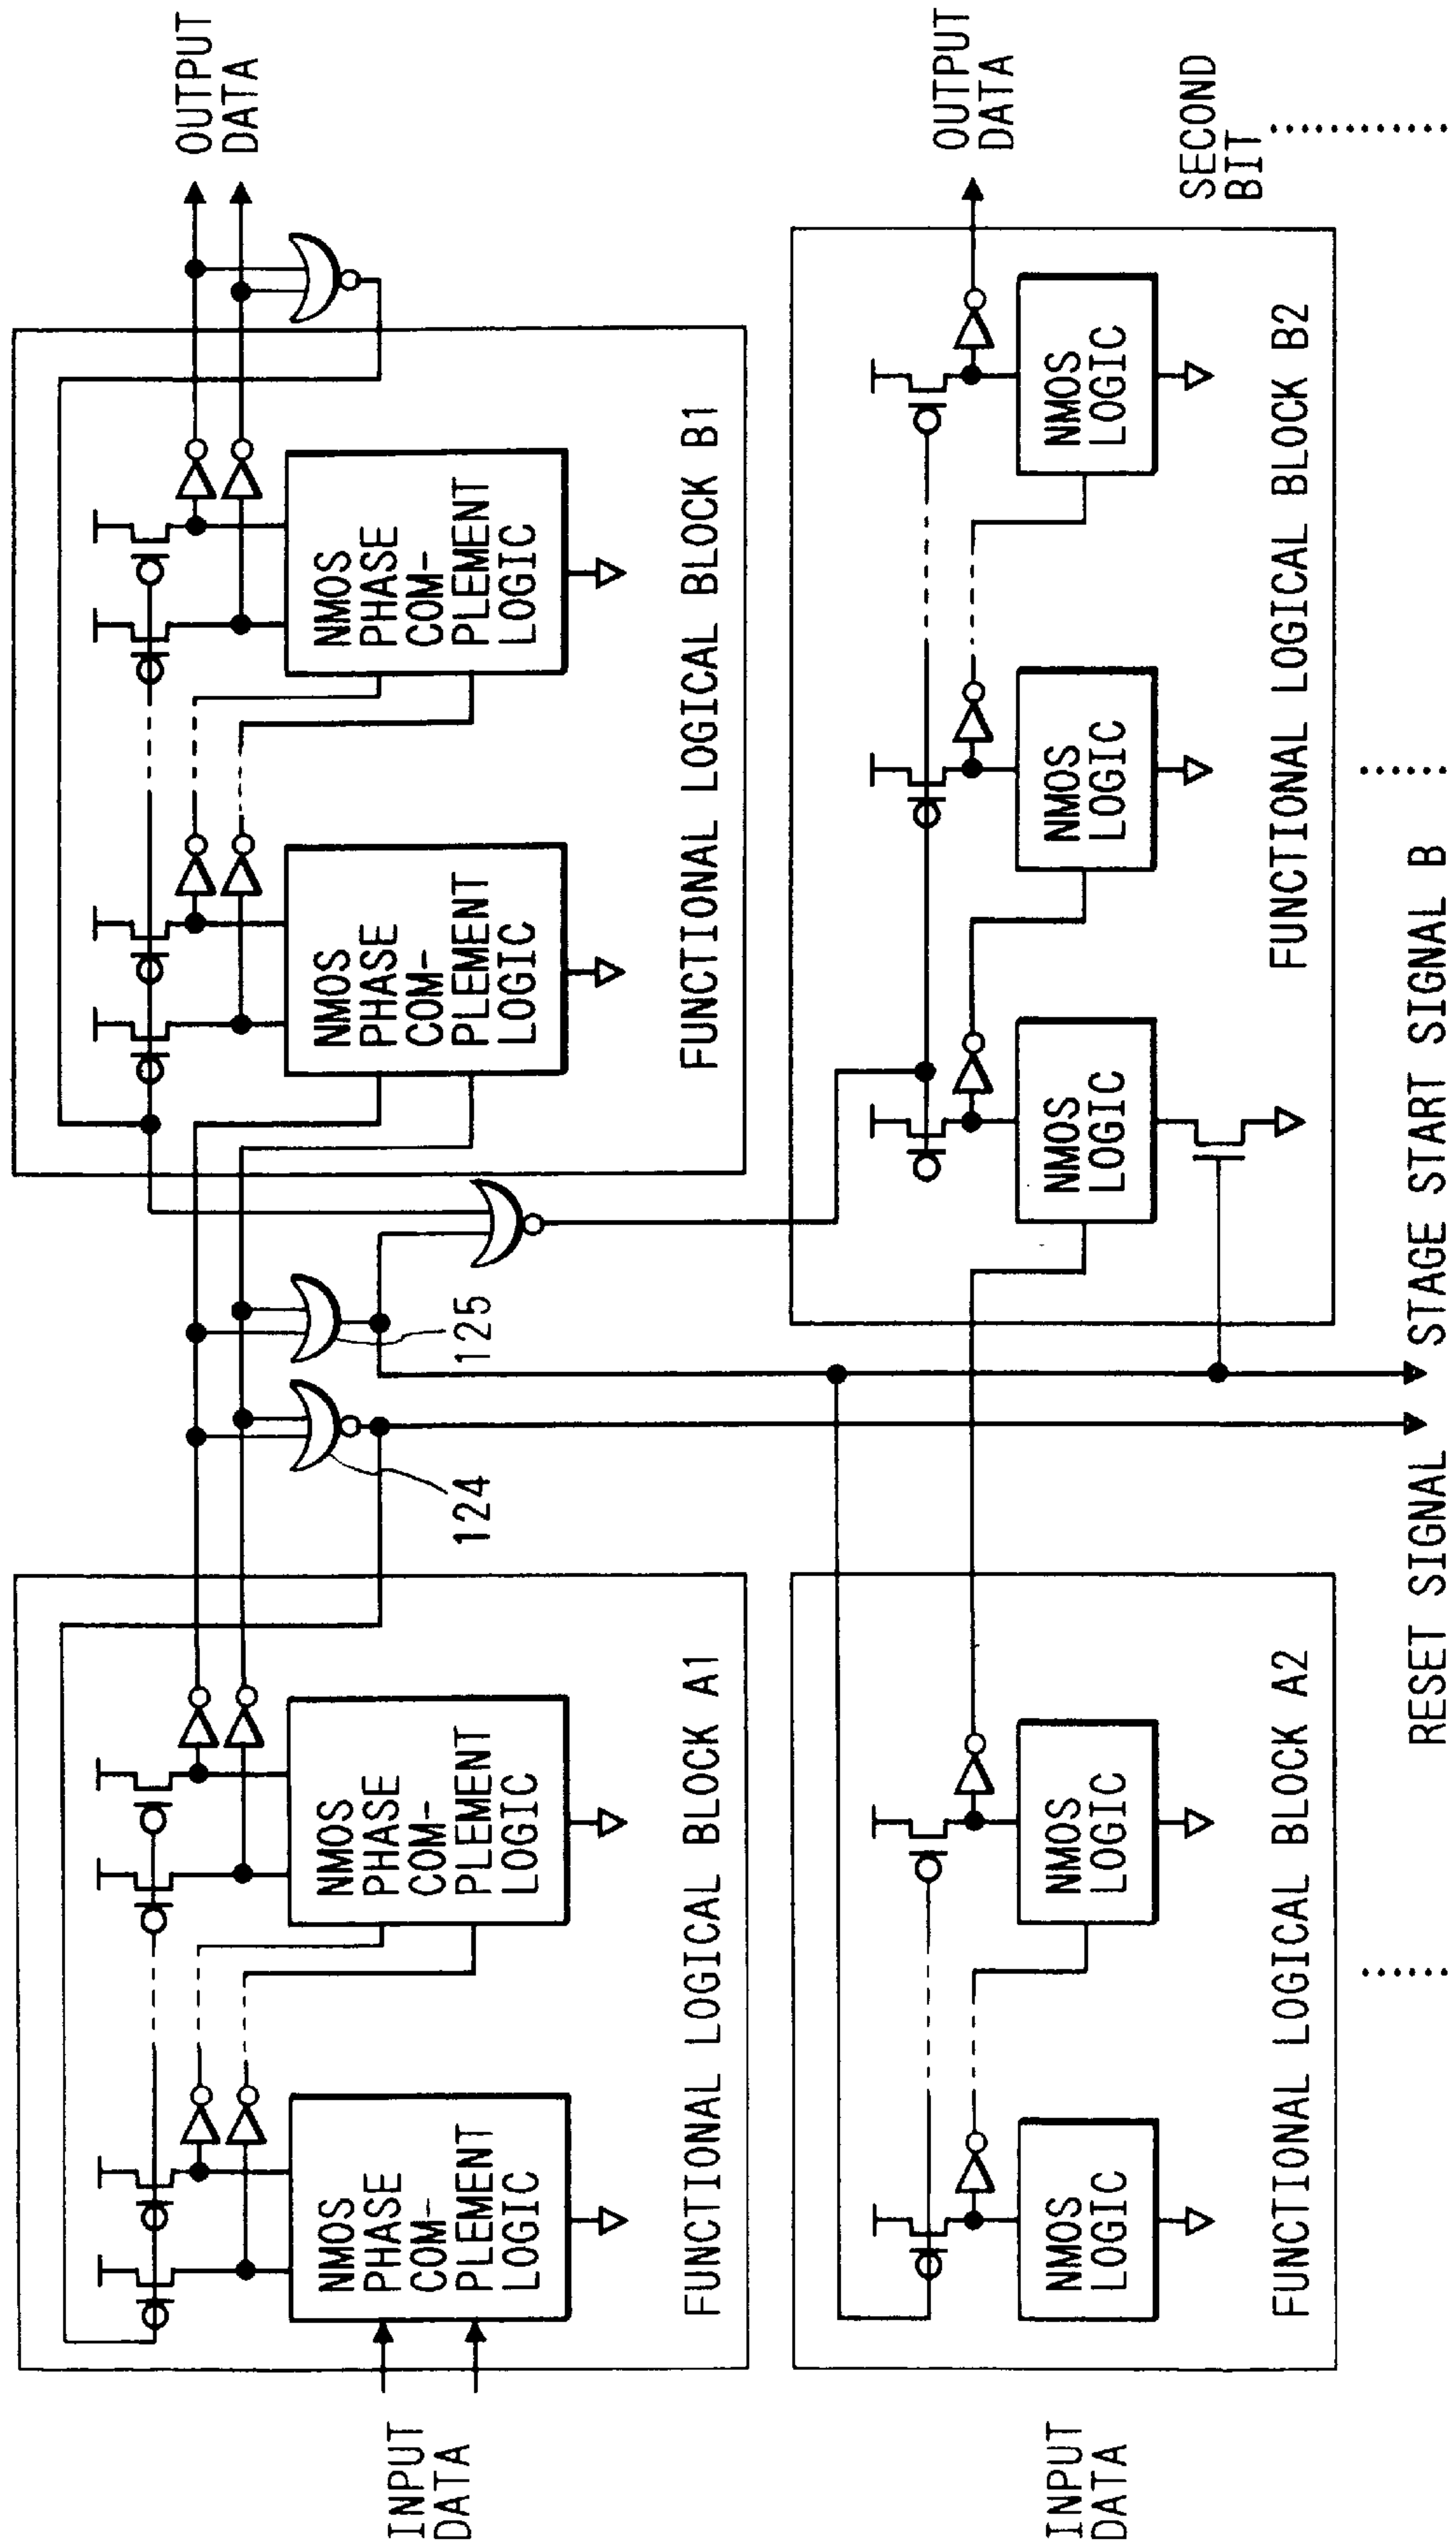 INPUT
DATA
NMOS
PHASE
COM-
PLEMENT
LOGIC
NMOS
PHASE
COM-
PLEMENT
LOGIC
FUNCTIONAL LOGICAL BLOCK A1
124
125
NMOS
PHASE
COM-
PLEMENT
LOGIC
NMOS
PHASE
COM-
PLEMENT
LOGIC
FUNCTIONAL LOGICAL BLOCK B1
OUTPUT
DATA
INPUT
DATA
NMOS
LOGIC
NMOS
LOGIC
FUNCTIONAL LOGICAL BLOCK A2
NMOS
LOGIC
NMOS
LOGIC
NMOS
LOGIC
FUNCTIONAL LOGICAL BLOCK B2
OUTPUT
DATA
SECOND
BIT
RESET SIGNAL
STAGE START SIGNAL B